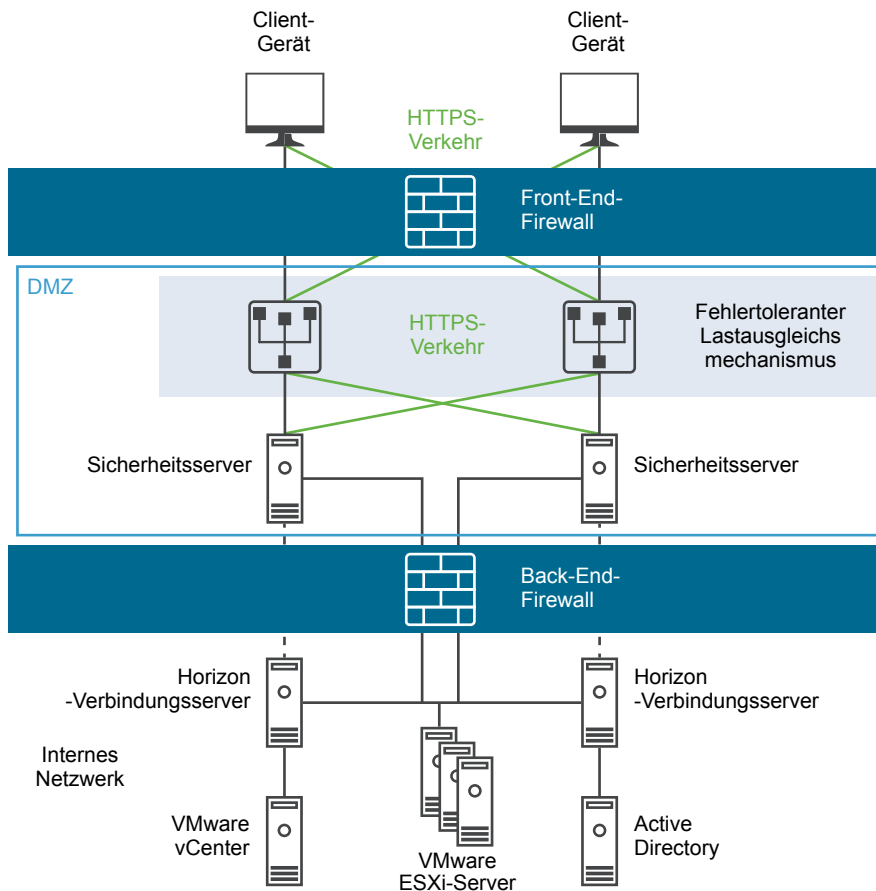 Client-
Gerät
Client-
Gerät
HTTPS-
Verkehr
Front-End-
Firewall
DMZ
HTTPS-
Verkehr
Fehlertoleranter
Lastausgleichs
mechanismus
Sicherheitsserver
Sicherheitsserver
Back-End-
Firewall
Horizon
-Verbindungsserver
Horizon
-Verbindungsserver
Internes
Netzwerk
VMware
vCenter
VMware
ESXi-Server
Active
Directory